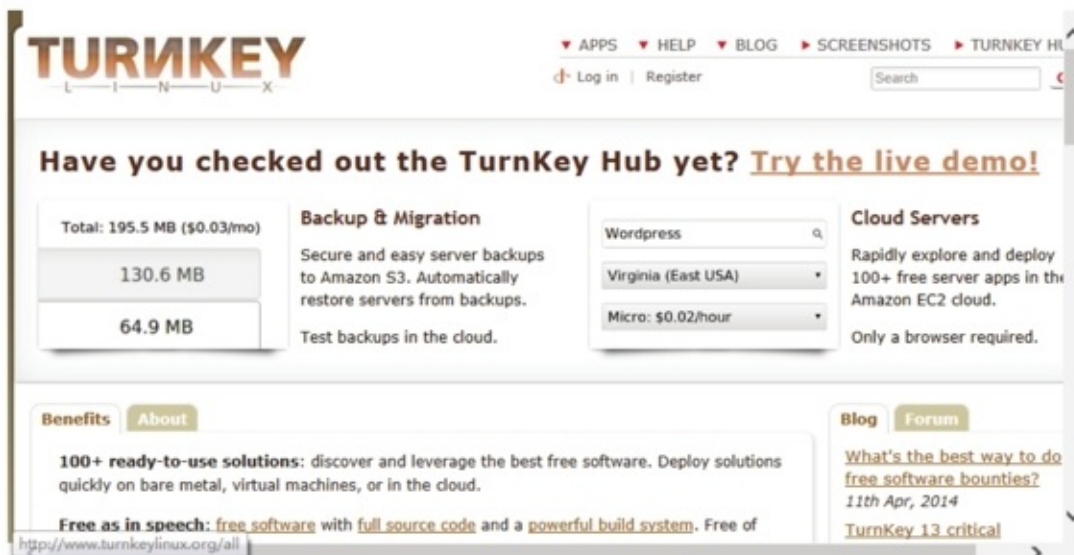 TURNKEY
LINUX
APPS HELP BLOG SCREENSHOTS TURNKEY HU
Log in | Register
Search
Have you checked out the TurnKey Hub yet? Try the live demo!
Total: 195.5 MB ($0.03/mo)
130.6 MB
64.9 MB
Backup & Migration
Secure and easy server backups
to Amazon S3. Automatically
restore servers from backups.
Test backups in the cloud.
Wordpress
Virginia (East USA)
Micro: $0.02/hour
Cloud Servers
Rapidly explore and deploy
100+ free server apps in the
Amazon EC2 cloud.
Only a browser required.
Benefits About
100+ ready-to-use solutions: discover and leverage the best free software. Deploy solutions
quickly on bare metal, virtual machines, or in the cloud.
Free as in speech: free software with full source code and a powerful build system. Free of
Blog Forum
What's the best way to do
free software bounties?
11th Apr, 2014
TurnKey 13 critical
http://www.turnkeylinux.org/all